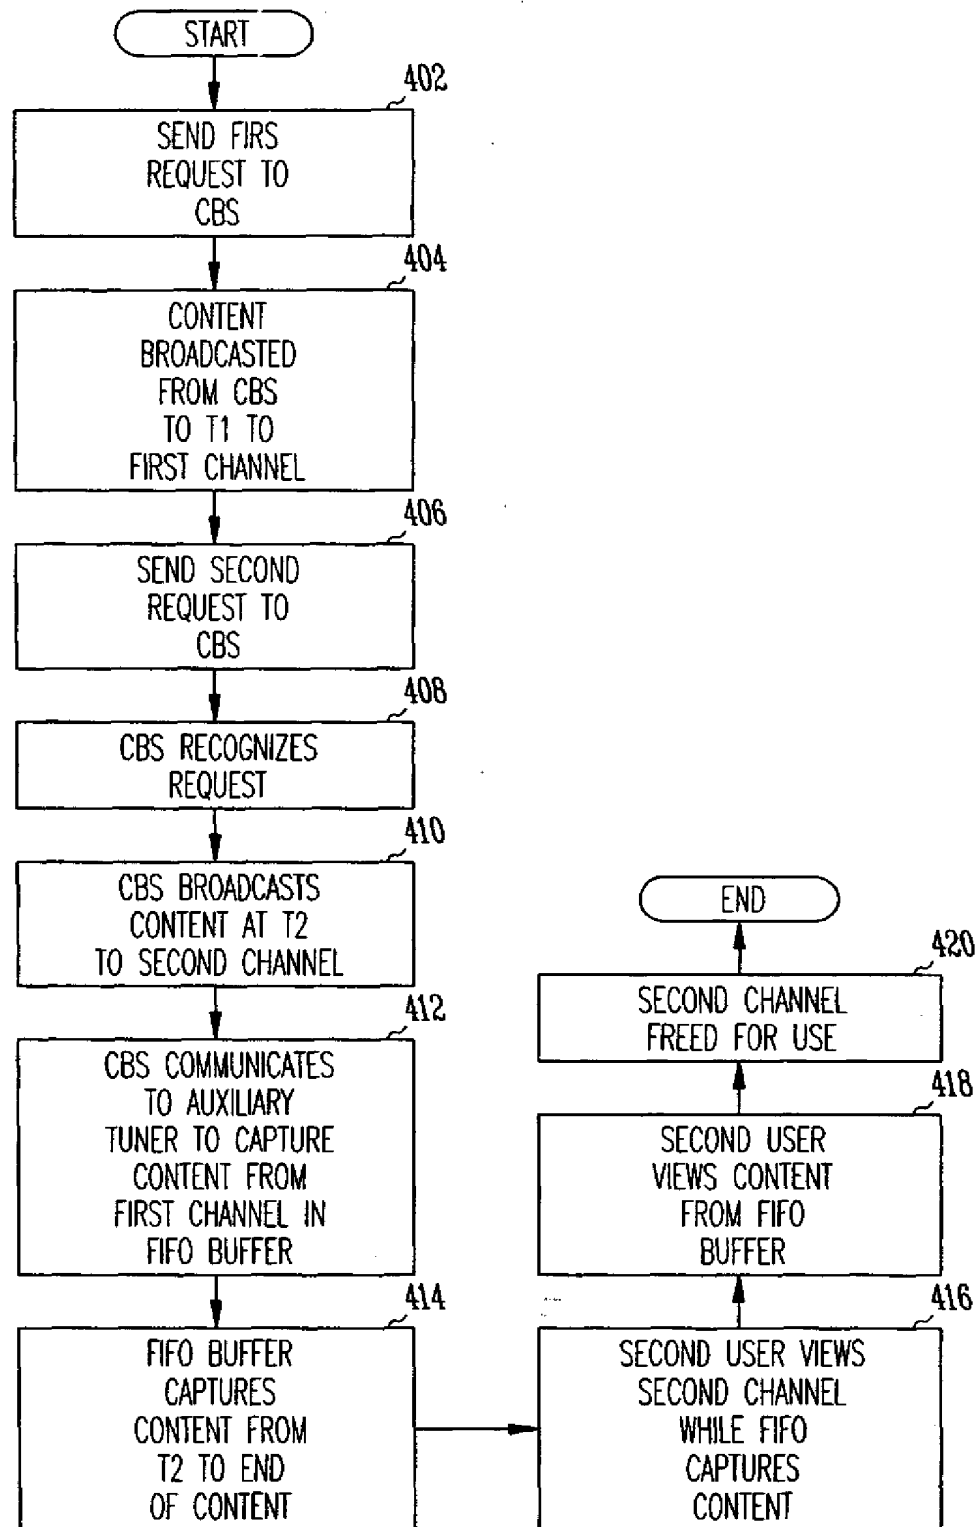 START
402
SEND FIRS
REQUEST TO
CBS
404
CONTENT
BROADCASTED
FROM CBS
TO T1 TO
FIRST CHANNEL
406
SEND SECOND
REQUEST TO
CBS
408
CBS RECOGNIZES
REQUEST
410
CBS BROADCASTS
CONTENT AT T2
TO SECOND CHANNEL
412
CBS COMMUNICATES
TO AUXILIARY
TUNER TO CAPTURE
CONTENT FROM
FIRST CHANNEL IN
FIFO BUFFER
414
FIFO BUFFER
CAPTURES
CONTENT FROM
T2 TO END
OF CONTENT
416
SECOND USER VIEWS
SECOND CHANNEL
WHILE FIFO
CAPTURES
CONTENT
418
SECOND USER
VIEWS CONTENT
FROM FIFO
BUFFER
420
SECOND CHANNEL
FREED FOR USE
END